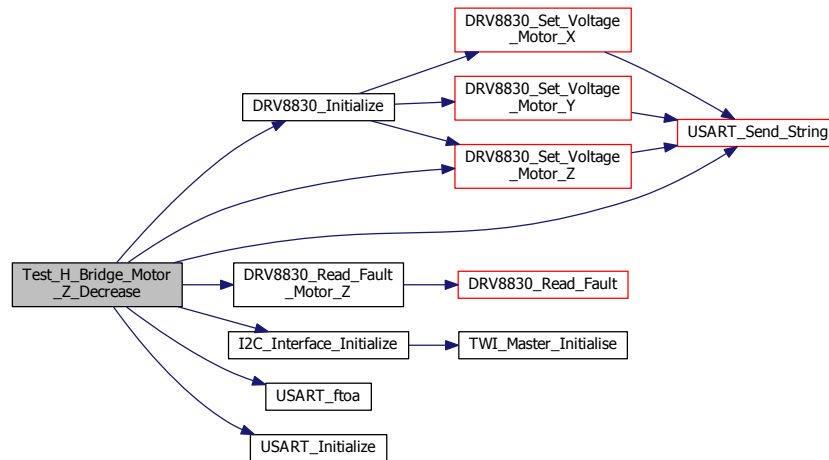 DRV8830_Set_Voltage
_Motor_X
DRV8830_Initialize
DRV8830_Set_Voltage
_Motor_Y
USART_Send_String
DRV8830_Set_Voltage
_Motor_Z
Test_H_Bridge_Motor
_Z_Decrease
DRV8830_Read_Fault
_Motor_Z
DRV8830_Read_Fault
I2C_Interface_Initialize
TWI_Master_Initialise
USART_ftoa
USART_Initialize